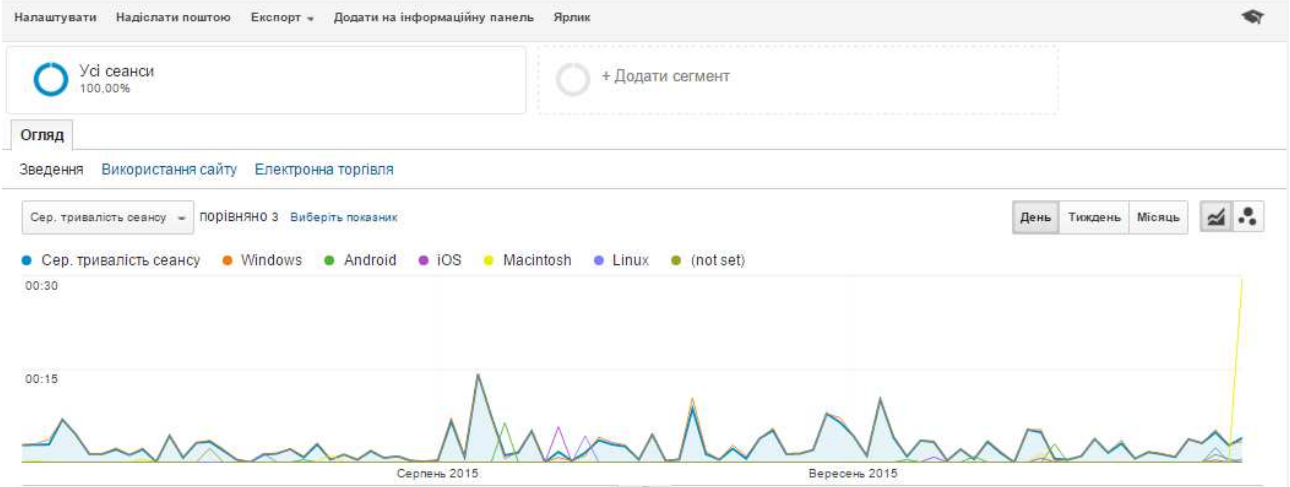 Налаштувати Надіслати поштою Експорт Додати на інформаційну панель Ярлик
Усі сеанси
100,00%
+ Додати сегмент
Огляд
Зведення Використання сайту Електронна торгівля
Сер. тривалість сеансу порівняно з Виберіть показник День Тиждень Місяць
Сер. тривалість сеансу Windows Android iOS Macintosh Linux (not set)
00:30
00:15
Серпень 2015 Вересень 2015